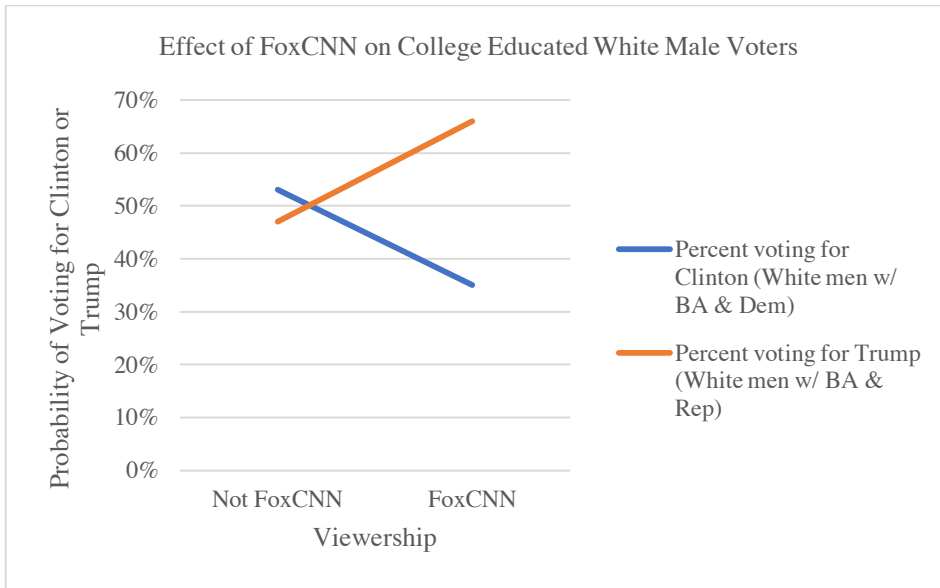 Effect of FoxCNN on College Educated White Male Voters
Probability of Voting for Clinton or
Trump
70%
60%
50%
40%
30%
20%
10%
0%
Not FoxCNN
FoxCNN
Viewership
Percent voting for
Clinton (White men w/
BA & Dem)
Percent voting for Trump
(White men w/ BA &
Rep)